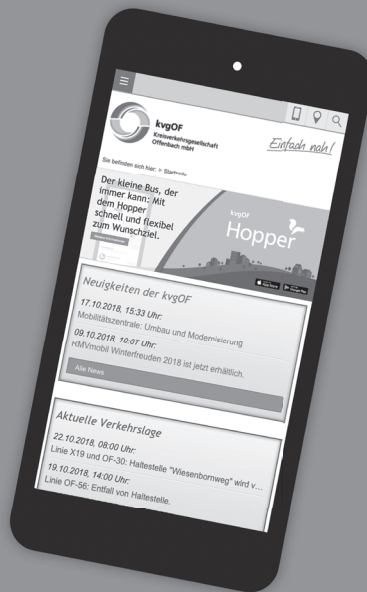 kvgOF
Kreisverkehrsgesellschaft
Offenbach mbH
Einfach nah!
Sie befinden sich hier: > Startseite
Der kleine Bus, der
immer kann: Mit
dem Hopper
schnell und flexibel
zum Wunschziel.
kvgOF
Hopper
App Store
Google Play
Neuigkeiten der kvgOF
17.10.2018, 15:33 Uhr:
Mobilitätszentrale: Umbau und Modernisierung
09.10.2018, 10:07 Uhr:
RMVmobil Winterfreuden 2018 ist jetzt erhältlich.
Alle News
Aktuelle Verkehrslage
22.10.2018, 08:00 Uhr:
Linie X19 und OF-30: Haltestelle "Wiesenbornweg" wird v...
19.10.2018, 14:00 Uhr:
Linie OF-56: Entfall von Haltestelle.